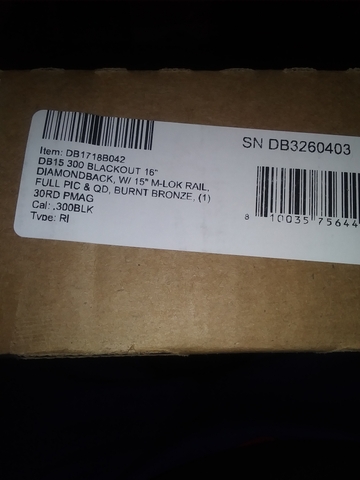 Item: DB1718B042
DB15 300 BLACKOUT 16"
DIAMONDBACK, W/ 15" M-LOK RAIL,
FULL PIC & QD, BURNT BRONZE, (1)
30RD PMAG
Cal: .300BLK
Type: RI
SN DB3260403
8 10035 75644